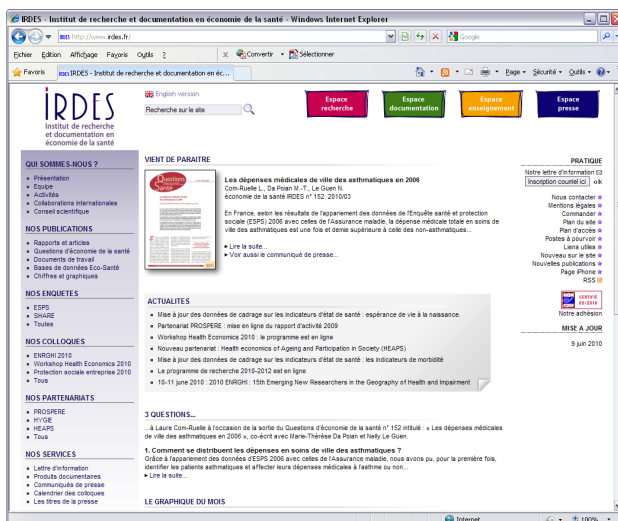 IRDES - Institut de recherche et documentation en économie de la santé - Windows Internet Explorer
http://www.irdes.fr/
Google
Fichier Edition Affichage Favoris Outils ?
Convertir
Sélectionner
Favoris
IRDES - Institut de recherche et documentation en éc...
Page
Sécurité
Outils
English version
Recherche sur le site
Espace recherche
Espace documentation
Espace enseignement
Espace presse
IRDES
Institut de recherche
et documentation en
économie de la santé
QUI SOMMES-NOUS ?
Présentation
Equipe
Activités
Collaborations internationales
Conseil scientifique
NOS PUBLICATIONS
Rapports et articles
Questions d'économie de la santé
Documents de travail
Bases de données Eco-Santé
Chiffres et graphiques
NOS ENQUETES
ESPS
SHARE
Toutes
NOS COLLOQUES
ENRGHI 2010
Workshop Health Economics 2010
Protection sociale entreprise 2010
Tous
NOS PARTENARIATS
PROSPERE
HYGIE
HEAPS
Tous
NOS SERVICES
Lettre d'information
Produits documentaires
Communiqués de presse
Calendrier des colloques
Les titres de la presse
VIENT DE PARAITRE
Questions
Santé
Les dépenses médicales de ville des asthmatiques en 2006
Com-Ruelle L., Da Poian M.-T., Le Guen N.
économie de la santé IRDES n° 152. 2010/03
En France, selon les résultats de l'appariement des données de l'Enquête santé et protection
sociale (ESPS) 2006 avec celles de l'Assurance maladie, la dépense médicale totale en soins de
ville des asthmatiques est une fois et demie supérieure à celle des non-asthmatiques...
Lire la suite...
Voir aussi le communiqué de presse...
ACTUALITES
Mise à jour des données de cadrage sur les indicateurs d'état de santé : espérance de vie à la naissance.
Partenariat PROSPERE : mise en ligne du rapport d'activité 2009
Workshop Health Economics 2010 : le programme est en ligne
Nouveau partenariat : Health economics of Ageing and Participation in Society (HEAPS)
Mise à jour des données de cadrage sur les indicateurs d'état de santé : les indicateurs de morbidité
Le programme de recherche 2010-2012 est en ligne
10-11 june 2010 : 2010 ENRGHI : 15th Emerging New Researchers in the Geography of Health and Impairment
3 QUESTIONS...
...à Laure Com-Ruelle à l'occasion de la sortie du Questions d'économie de la santé n° 152 intitulé : « Les dépenses médicales
de ville des asthmatiques en 2006 », co-écrit avec Marie-Thérèse Da Poian et Nelly Le Guen.
1. Comment se distribuent les dépenses en soins de ville des asthmatiques ?
Grâce à l'appariement des données d'ESPS 2006 avec celles de l'Assurance maladie, nous avons pu, pour la première fois,
identifier les patients asthmatiques et affecter leurs dépenses médicales à l'asthme ou non...
Lire la suite...
LE GRAPHIQUE DU MOIS
PRATIQUE
Notre lettre d'information
Inscription courriel ici ok
Nous contacter
Mentions légales
Commander
Plan du site
Plan d'accès
Postes à pourvoir
Liens utiles
Nouveau sur le site
Nouvelles publications
Page iPhone
RSS
CERTIFIE
05/2010
Notre adhésion
MISE A JOUR
9 juin 2010
Internet
100%